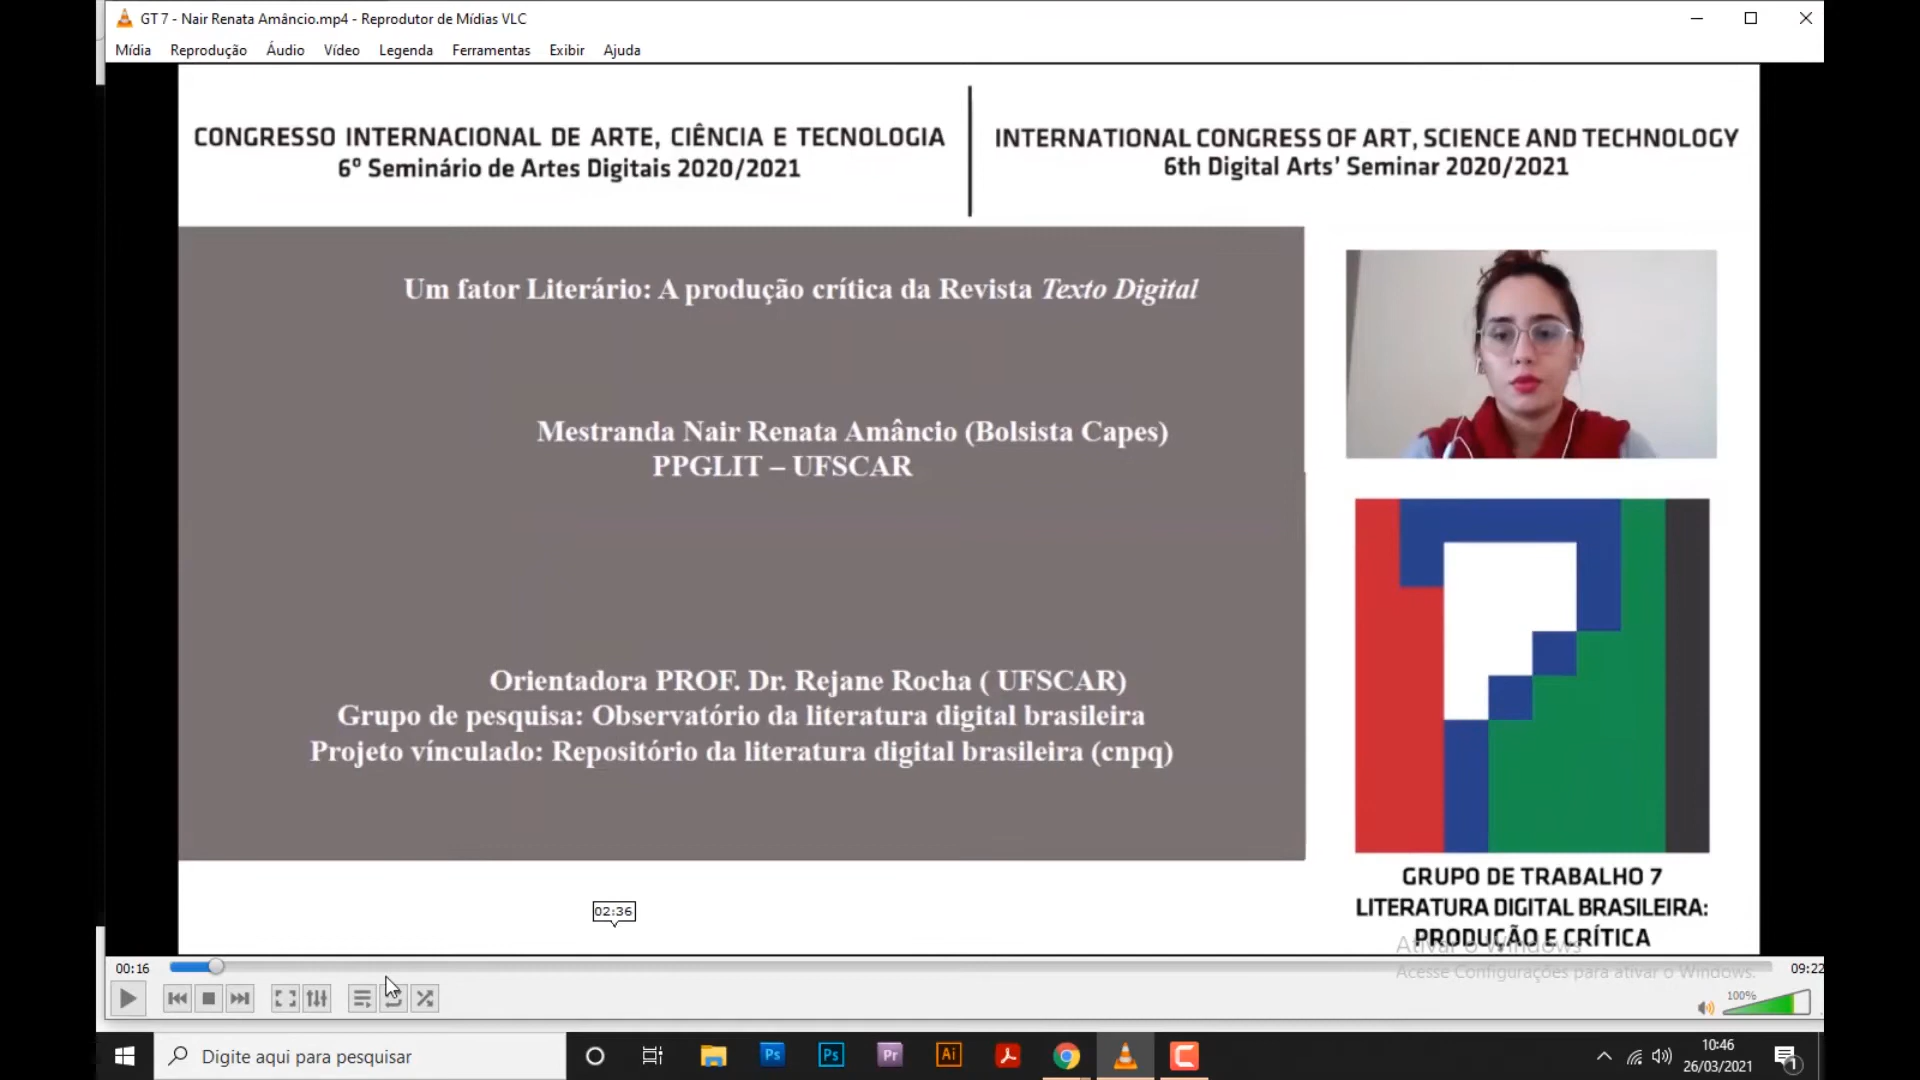 GT 7 - Nair Renata Amâncio.mp4 - Reprodutor de Mídias VLC
Mídia Reprodução Áudio Vídeo Legenda Ferramentas Exibir Ajuda
CONGRESSO INTERNACIONAL DE ARTE, CIÊNCIA E TECNOLOGIA
6º Seminário de Artes Digitais 2020/2021
INTERNATIONAL CONGRESS OF ART, SCIENCE AND TECHNOLOGY
6th Digital Arts’ Seminar 2020/2021
Um fator Literário: A produção crítica da Revista Texto Digital
Mestranda Nair Renata Amâncio (Bolsista Capes)
PPGLIT – UFSCAR
Orientadora PROF. Dr. Rejane Rocha ( UFSCAR)
Grupo de pesquisa: Observatório da literatura digital brasileira
Projeto vínculado: Repositório da literatura digital brasileira (cnpq)
GRUPO DE TRABALHO 7
LITERATURA DIGITAL BRASILEIRA:
PRODUÇÃO E CRÍTICA
Ativar o Windows
Acesse Configurações para ativar o Windows.
02:36
00:16
09:22
100%
Digite aqui para pesquisar
Ps
Ps
Pr
Ai
10:46
26/03/2021
1